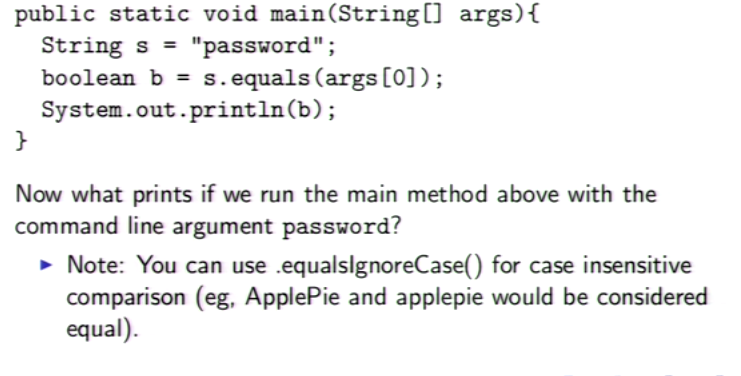 public static void main(String[] args){
String s = "password";
boolean b = s.equals(args[0]);
System.out.println(b);
}
Now what prints if we run the main method above with the
command line argument password?
▶ Note: You can use .equalsIgnoreCase() for case insensitive
comparison (eg, ApplePie and applepie would be considered
equal).